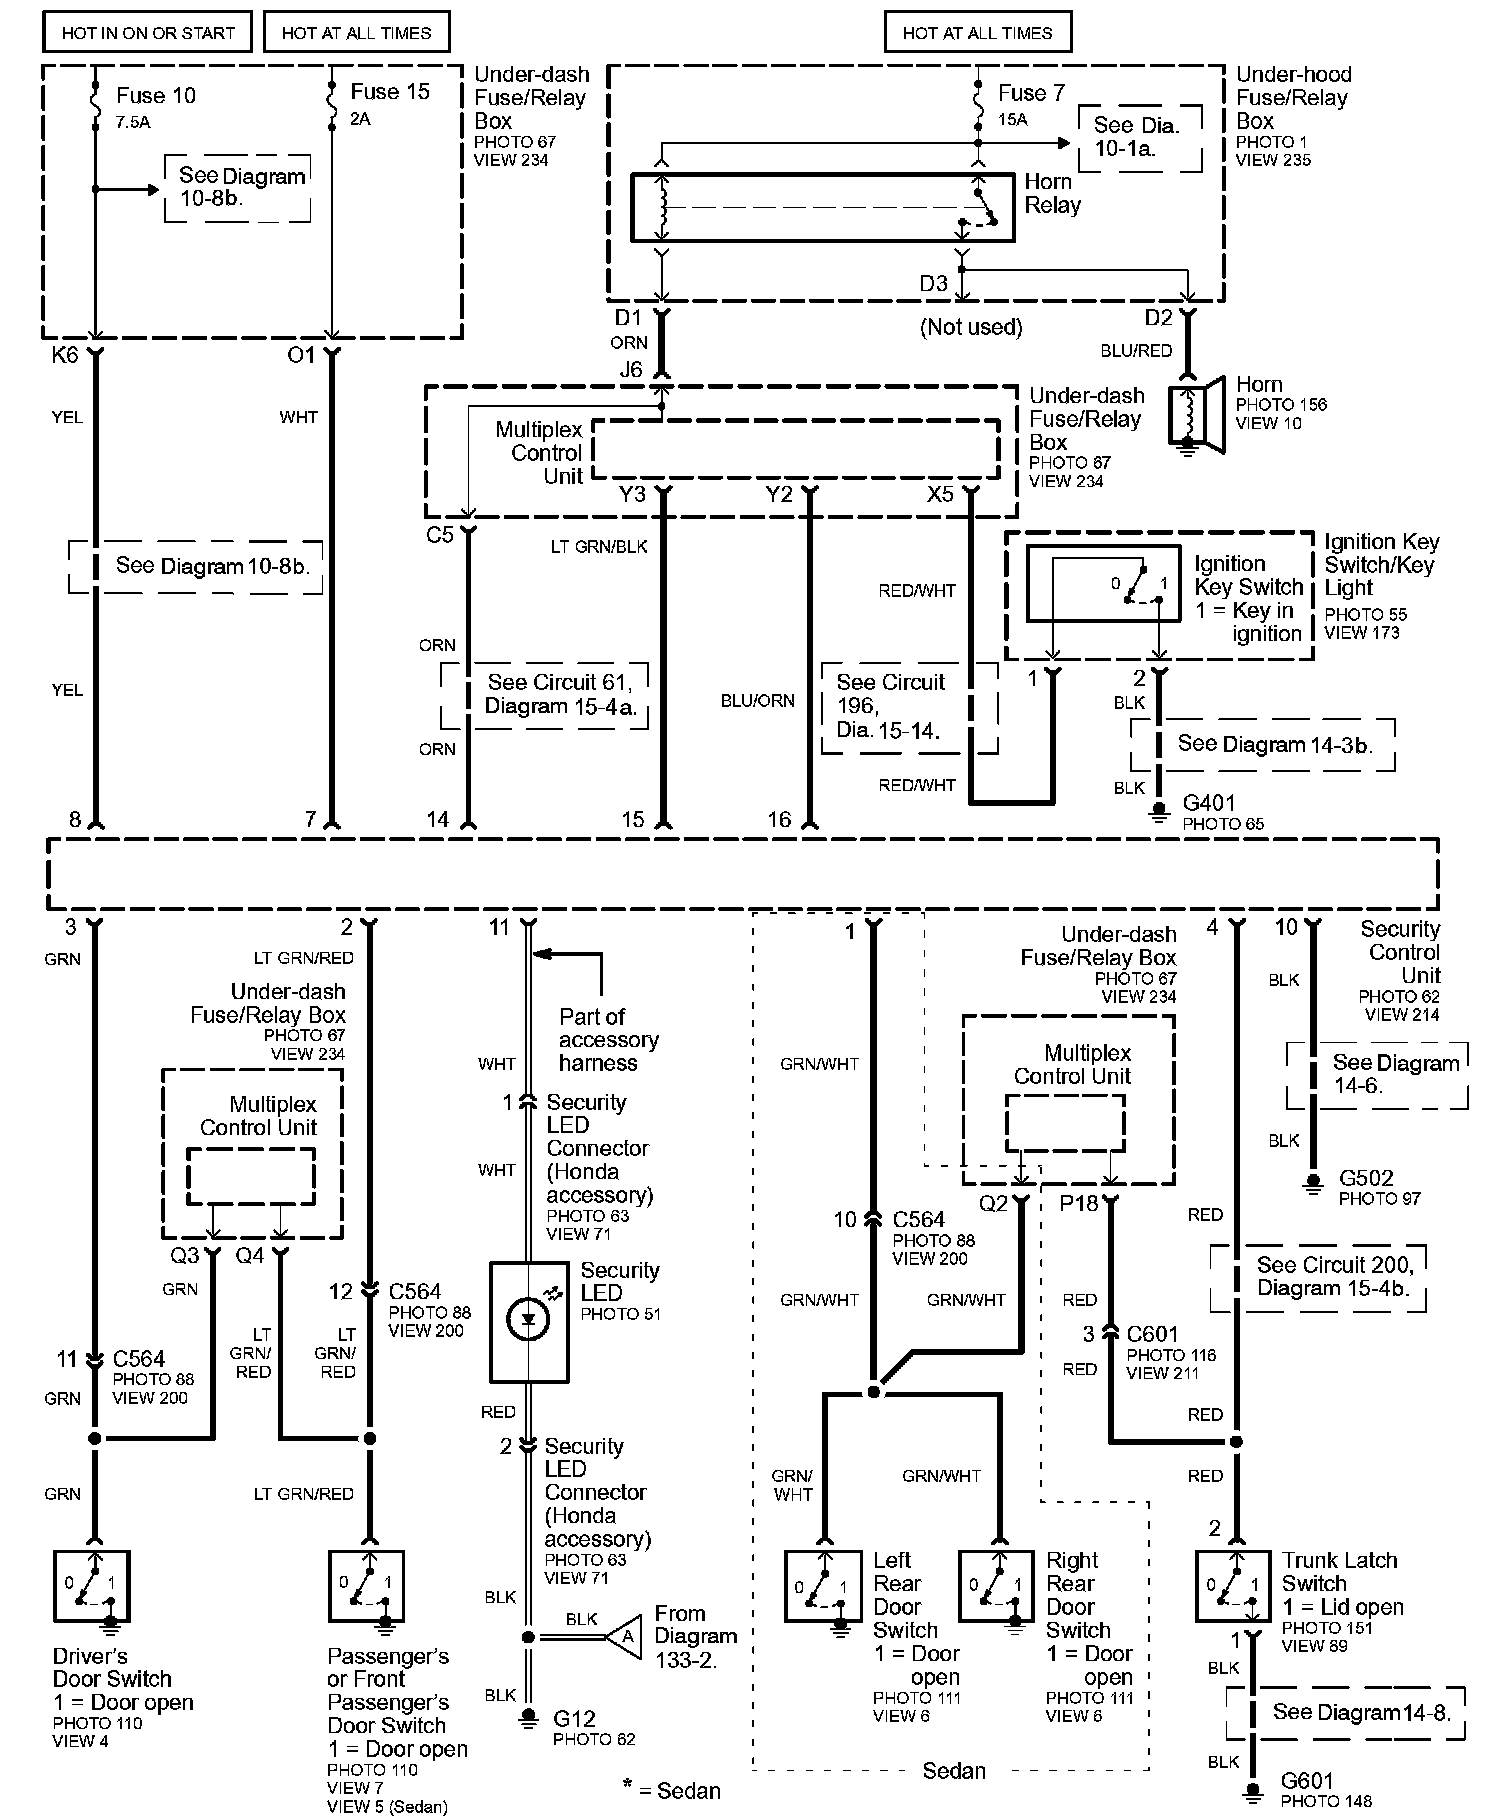 HOT IN ON OR START
HOT AT ALL TIMES
HOT AT ALL TIMES
Fuse 10
7.5A
Fuse 15
2A
Under-dash
Fuse/Relay
Box
PHOTO 67
VIEW 234
See Diagram
10-8b.
Fuse 7
15A
See Dia.
10-1a.
Under-hood
Fuse/Relay
Box
PHOTO 1
VIEW 235
Horn
Relay
D3
(Not used)
K6
O1
D1
ORN
J6
D2
BLU/RED
Horn
PHOTO 156
VIEW 10
YEL
WHT
Multiplex
Control
Unit
Under-dash
Fuse/Relay
Box
PHOTO 67
VIEW 234
Y3
Y2
X5
C5
LT GRN/BLK
See Diagram 10-8b.
RED/WHT
Ignition
Key Switch
1 = Key in
ignition
0
1
Ignition Key
Switch/Key
Light
PHOTO 55
VIEW 173
ORN
See Circuit 61,
Diagram 15-4a.
ORN
YEL
BLU/ORN
See Circuit
196,
Dia. 15-14.
RED/WHT
1
2
BLK
See Diagram 14-3b.
BLK
G401
PHOTO 65
8
7
14
15
16
3
GRN
2
LT GRN/RED
11
1
4
10
BLK
Security
Control
Unit
PHOTO 62
VIEW 214
Under-dash
Fuse/Relay Box
PHOTO 67
VIEW 234
Part of
accessory
harness
Under-dash
Fuse/Relay Box
PHOTO 67
VIEW 234
WHT
GRN/WHT
Multiplex
Control Unit
See Diagram
14-6.
BLK
G502
PHOTO 97
Multiplex
Control Unit
1
Security
LED
Connector
(Honda
accessory)
PHOTO 63
VIEW 71
WHT
Q3
Q4
GRN
10
C564
PHOTO 88
VIEW 200
Q2
P18
RED
See Circuit 200,
Diagram 15-4b.
12
C564
PHOTO 88
VIEW 200
Security
LED
PHOTO 51
GRN/WHT
GRN/WHT
RED
3
C601
PHOTO 116
VIEW 211
RED
LT
GRN/
RED
LT
GRN/
RED
11
C564
PHOTO 88
VIEW 200
GRN
RED
RED
2
Security
LED
Connector
(Honda
accessory)
PHOTO 63
VIEW 71
GRN/
WHT
GRN/WHT
RED
GRN
LT GRN/RED
2
0
1
0
1
0
1
0
1
0
1
Driver's
Door Switch
1 = Door open
PHOTO 110
VIEW 4
Passenger's
or Front
Passenger's
Door Switch
1 = Door open
PHOTO 110
VIEW 7
VIEW 5 (Sedan)
BLK
BLK
A
From
Diagram
133-2.
BLK
G12
PHOTO 62
Left
Rear
Door
Switch
1 = Door
open
PHOTO 111
VIEW 6
Right
Rear
Door
Switch
1 = Door
open
PHOTO 111
VIEW 6
Trunk Latch
Switch
1 = Lid open
PHOTO 151
VIEW 89
1
BLK
See Diagram 14-8.
BLK
G601
PHOTO 148
Sedan
* = Sedan